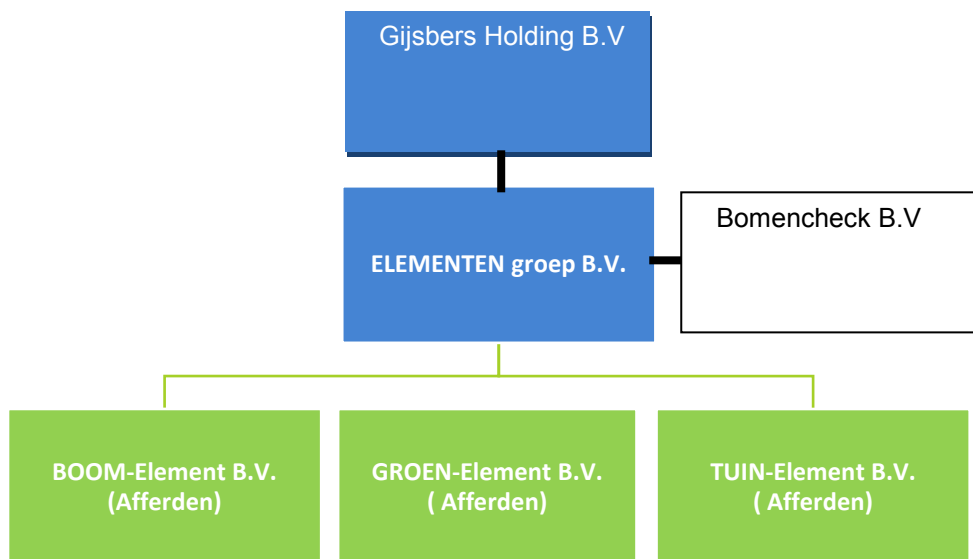 Gijsbers Holding B.V
ELEMENTEN groep B.V.
Bomencheck B.V
BOOM-Element B.V.
(Afferden)
GROEN-Element B.V.
( Afferden)
TUIN-Element B.V.
( Afferden)